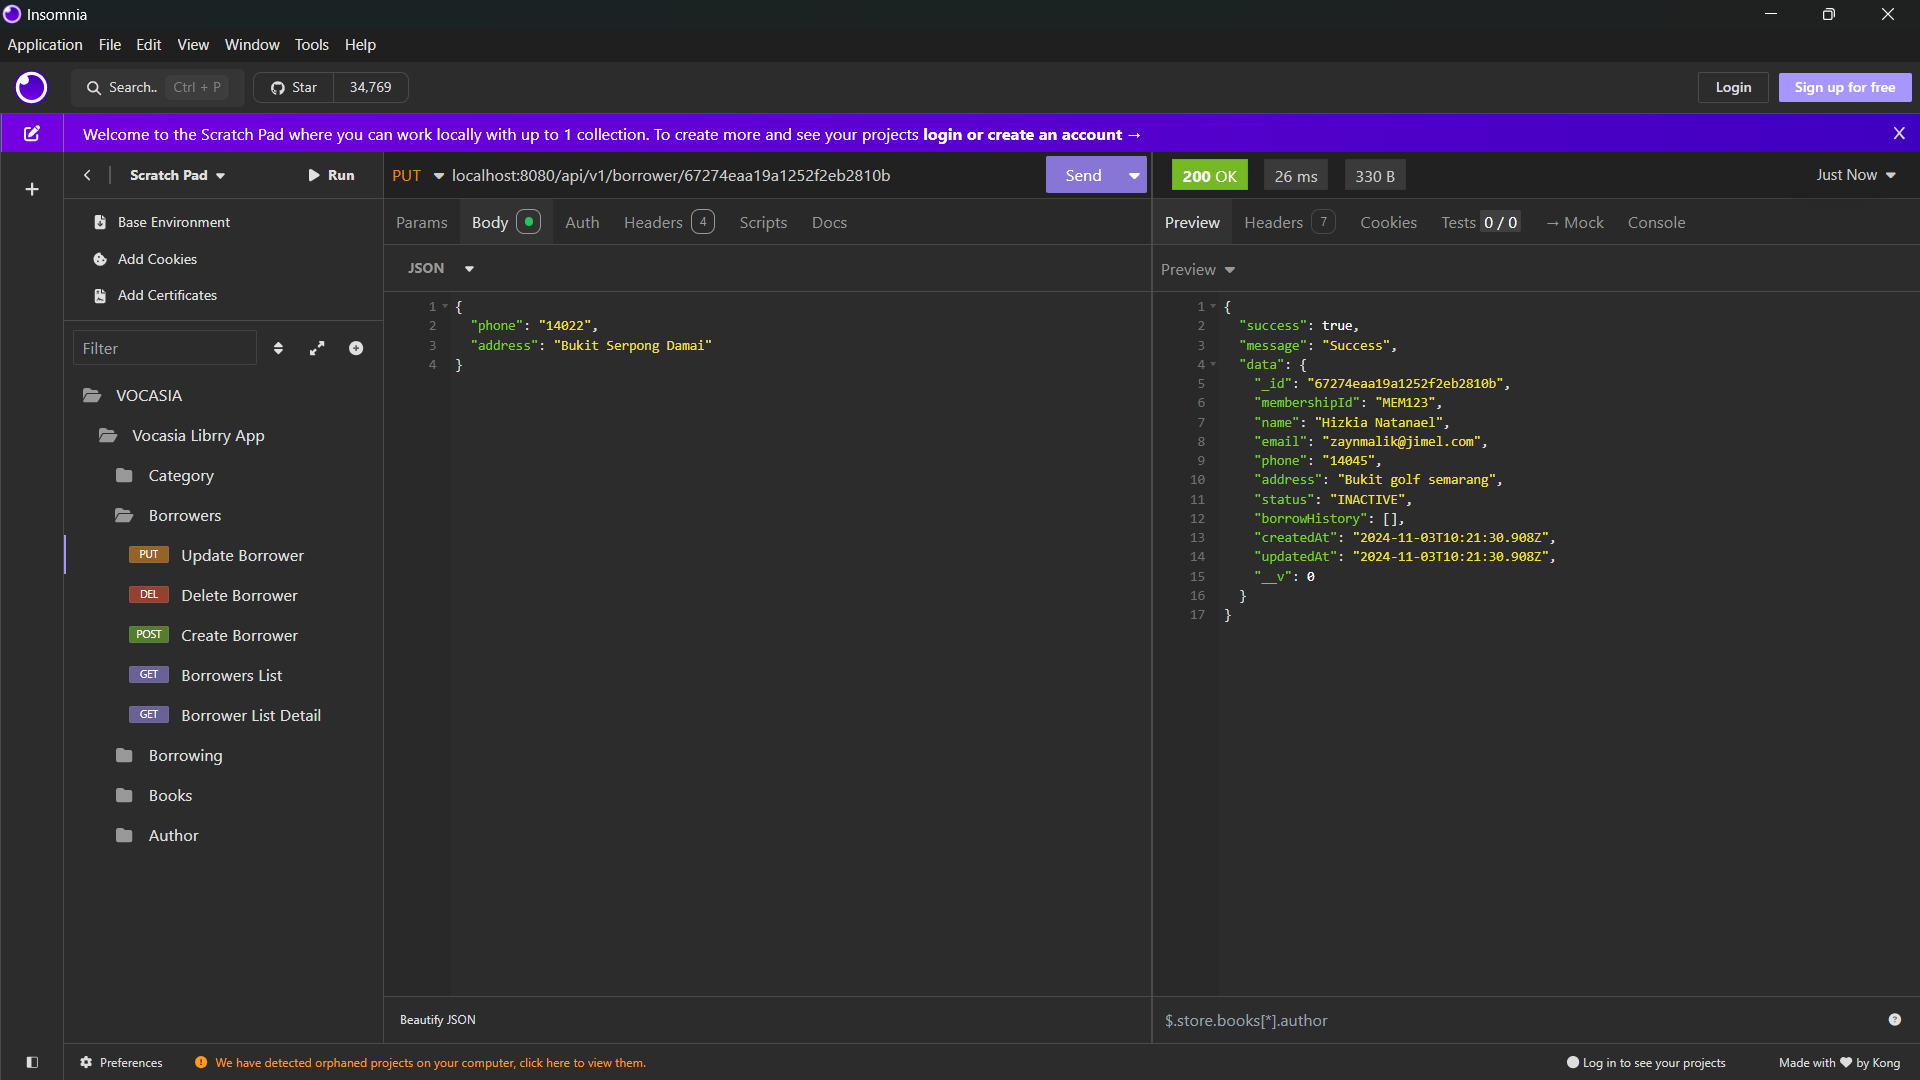 Insomnia
Application File Edit View Window Tools Help
Search.. Ctrl + P Star 34,769 Login Sign up for free
Welcome to the Scratch Pad where you can work locally with up to 1 collection. To create more and see your projects login or create an account → X
Scratch Pad Run
Base Environment
Add Cookies
Add Certificates
Filter
VOCASIA
Vocasia Librry App
Category
Borrowers
PUT Update Borrower
DEL Delete Borrower
POST Create Borrower
GET Borrowers List
GET Borrower List Detail
Borrowing
Books
Author
PUT localhost:8080/api/v1/borrower/67274eaa19a1252f2eb2810b Send
Params Body Auth Headers 4 Scripts Docs
JSON
1 {
2 "phone": "14022",
3 "address": "Bukit Serpong Damai"
4 }
Beautify JSON
200 OK 26 ms 330 B Just Now
Preview Headers 7 Cookies Tests 0 / 0 → Mock Console
Preview
1 {
2 "success": true,
3 "message": "Success",
4 "data": {
5 "_id": "67274eaa19a1252f2eb2810b",
6 "membershipId": "MEM123",
7 "name": "Hizkia Natanael",
8 "email": "zaynmalik@jimel.com",
9 "phone": "14045",
10 "address": "Bukit golf semarang",
11 "status": "INACTIVE",
12 "borrowHistory": [],
13 "createdAt": "2024-11-03T10:21:30.908Z",
14 "updatedAt": "2024-11-03T10:21:30.908Z",
15 "__v": 0
16 }
17 }
$.store.books[*].author
Preferences We have detected orphaned projects on your computer, click here to view them. Log in to see your projects Made with ♥ by Kong